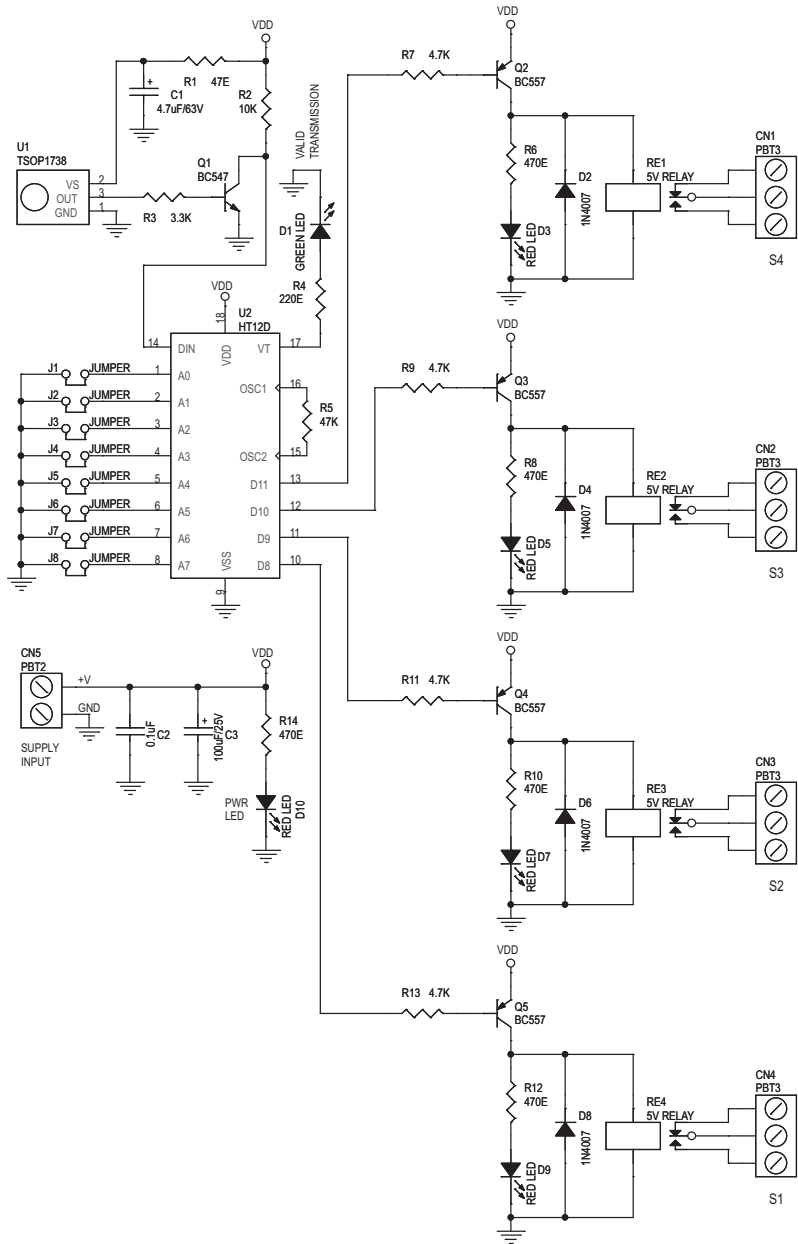 VDD
R1 47E
C1
4.7uF/63V
+
R2
10K
U1
TSOP1738
VS 2
OUT 3
GND 1
R3 3.3K
Q1
BC547
VALID
TRANSMISSION
D1
GREEN LED
R4
220E
VDD
18
U2
HT12D
14 DIN
VDD
VT 17
OSC1 16
R5
47K
OSC2 15
D11 13
D10 12
D9 11
D8 10
VSS
9
J1 JUMPER 1 A0
J2 JUMPER 2 A1
J3 JUMPER 3 A2
J4 JUMPER 4 A3
J5 JUMPER 5 A4
J6 JUMPER 6 A5
J7 JUMPER 7 A6
J8 JUMPER 8 A7
CN5
PBT2
+V
GND
SUPPLY
INPUT
0.1uF
C2
+
100uF/25V
C3
VDD
R14
470E
PWR
LED
RED LED
D10
VDD
R7 4.7K
Q2
BC557
R6
470E
D3
RED LED
D2
1N4007
RE1
5V RELAY
CN1
PBT3
S4
VDD
R9 4.7K
Q3
BC557
R8
470E
D5
RED LED
D4
1N4007
RE2
5V RELAY
CN2
PBT3
S3
VDD
R11 4.7K
Q4
BC557
R10
470E
D7
RED LED
D6
1N4007
RE3
5V RELAY
CN3
PBT3
S2
VDD
R13 4.7K
Q5
BC557
R12
470E
D9
RED LED
D8
1N4007
RE4
5V RELAY
CN4
PBT3
S1